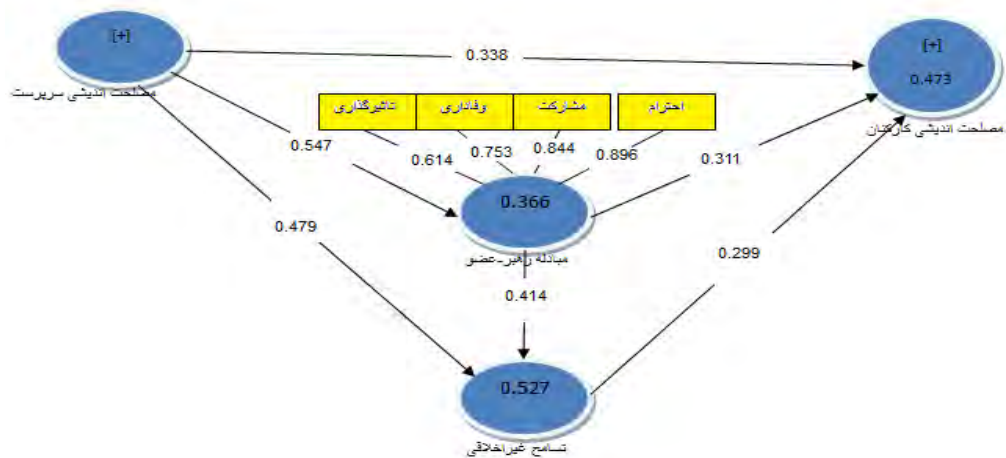 [+]
[+]
0.473
مصلحت اندیشی سرپرست
مصلحت اندیشی کارکنان
0.338
تاثیرگذاری
وفاداری
مشارکت
احترام
0.547
0.614
0.753
0.844
0.896
0.311
0.366
مبادله رهبر-عضو
0.479
0.414
0.299
0.527
تسامح غیراخلاقی